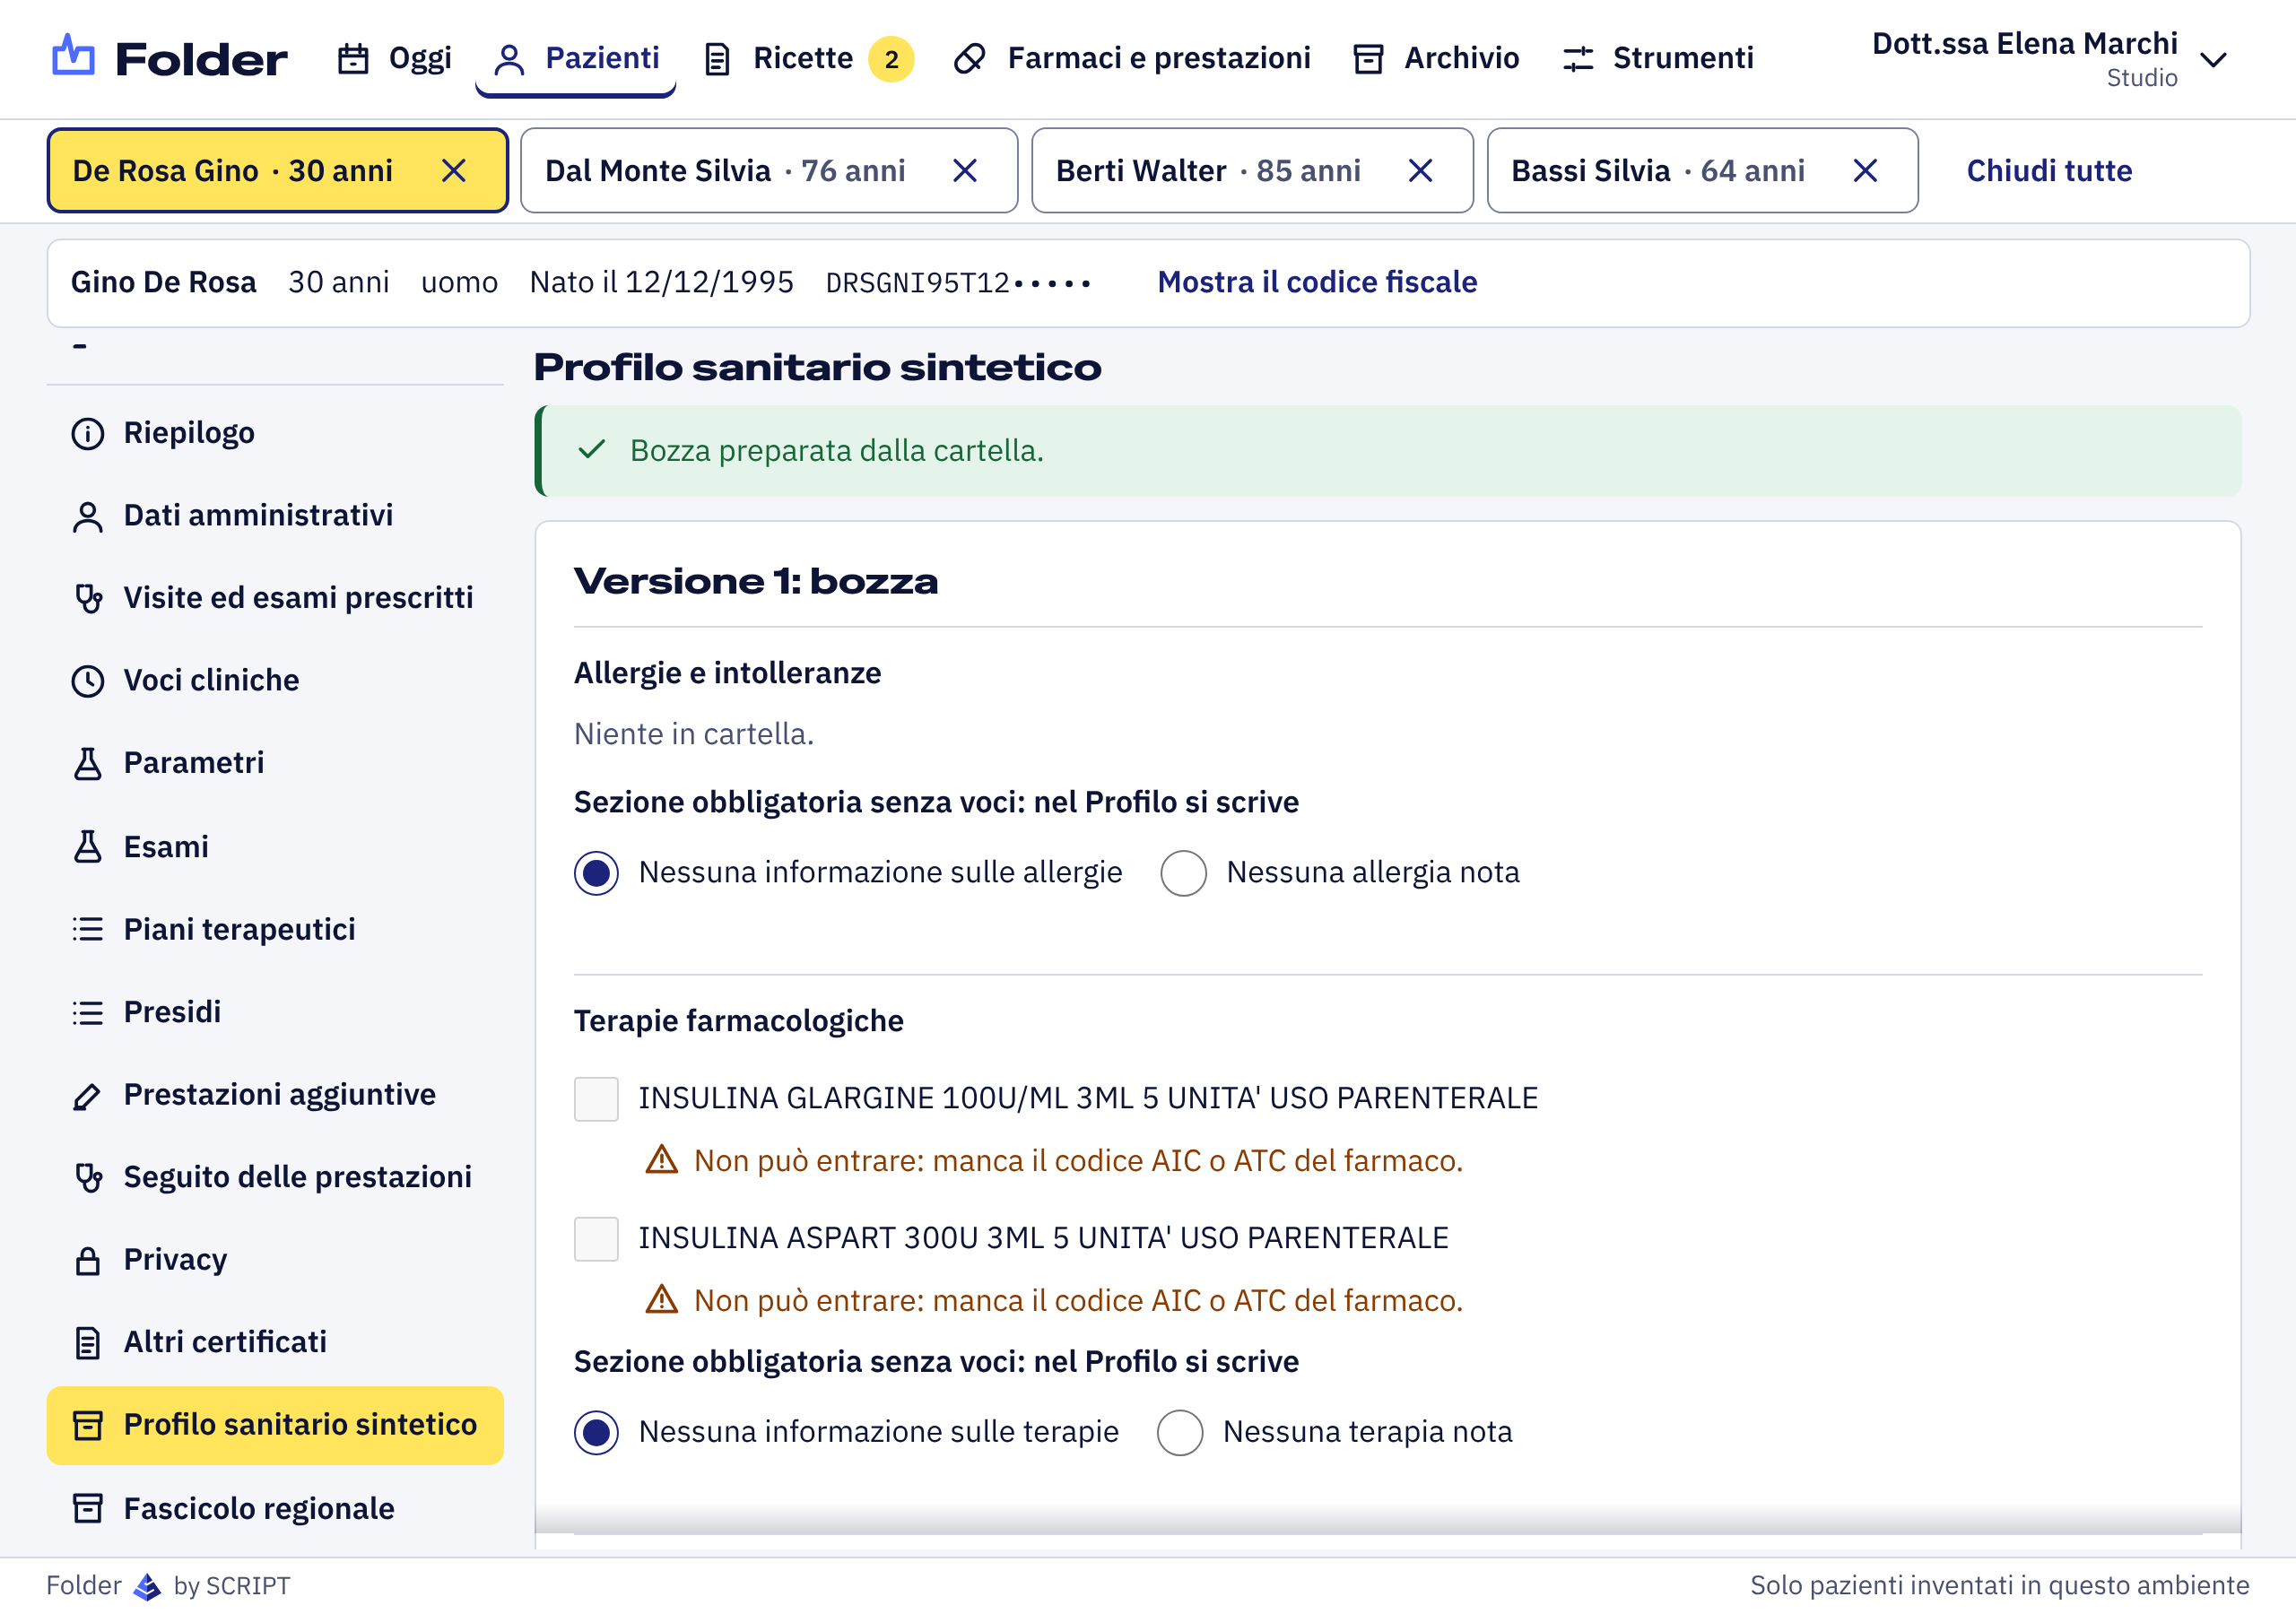 Folder
Oggi
Pazienti
Ricette 2
Farmaci e prestazioni
Archivio
Strumenti
Dott.ssa Elena Marchi
Studio
De Rosa Gino · 30 anni
Dal Monte Silvia · 76 anni
Berti Walter · 85 anni
Bassi Silvia · 64 anni
Chiudi tutte
Gino De Rosa 30 anni uomo Nato il 12/12/1995 DRSGNI95T12••••• Mostra il codice fiscale
Riepilogo
Dati amministrativi
Visite ed esami prescritti
Voci cliniche
Parametri
Esami
Piani terapeutici
Presidi
Prestazioni aggiuntive
Seguito delle prestazioni
Privacy
Altri certificati
Profilo sanitario sintetico
Fascicolo regionale
Profilo sanitario sintetico
Bozza preparata dalla cartella.
Versione 1: bozza
Allergie e intolleranze
Niente in cartella.
Sezione obbligatoria senza voci: nel Profilo si scrive
Nessuna informazione sulle allergie Nessuna allergia nota
Terapie farmacologiche
INSULINA GLARGINE 100U/ML 3ML 5 UNITA' USO PARENTERALE
Non può entrare: manca il codice AIC o ATC del farmaco.
INSULINA ASPART 300U 3ML 5 UNITA' USO PARENTERALE
Non può entrare: manca il codice AIC o ATC del farmaco.
Sezione obbligatoria senza voci: nel Profilo si scrive
Nessuna informazione sulle terapie Nessuna terapia nota
Folder by SCRIPT
Solo pazienti inventati in questo ambiente